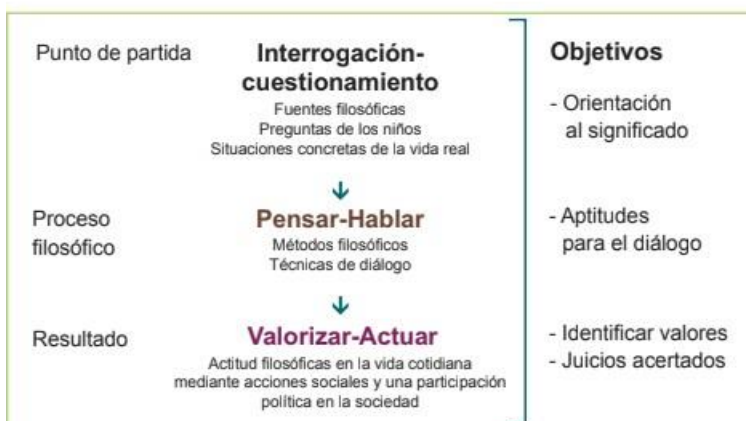 Punto de partida
Interrogación-
cuestionamiento
Fuentes filosóficas
Preguntas de los niños
Situaciones concretas de la vida real
Objetivos
- Orientación
al significado
Proceso
filosófico
Pensar-Hablar
Métodos filosóficos
Técnicas de diálogo
- Aptitudes
para el diálogo
Resultado
Valorizar-Actuar
Actitud filosóficas en la vida cotidiana
mediante acciones sociales y una participación
política en la sociedad
- Identificar valores
- Juicios acertados